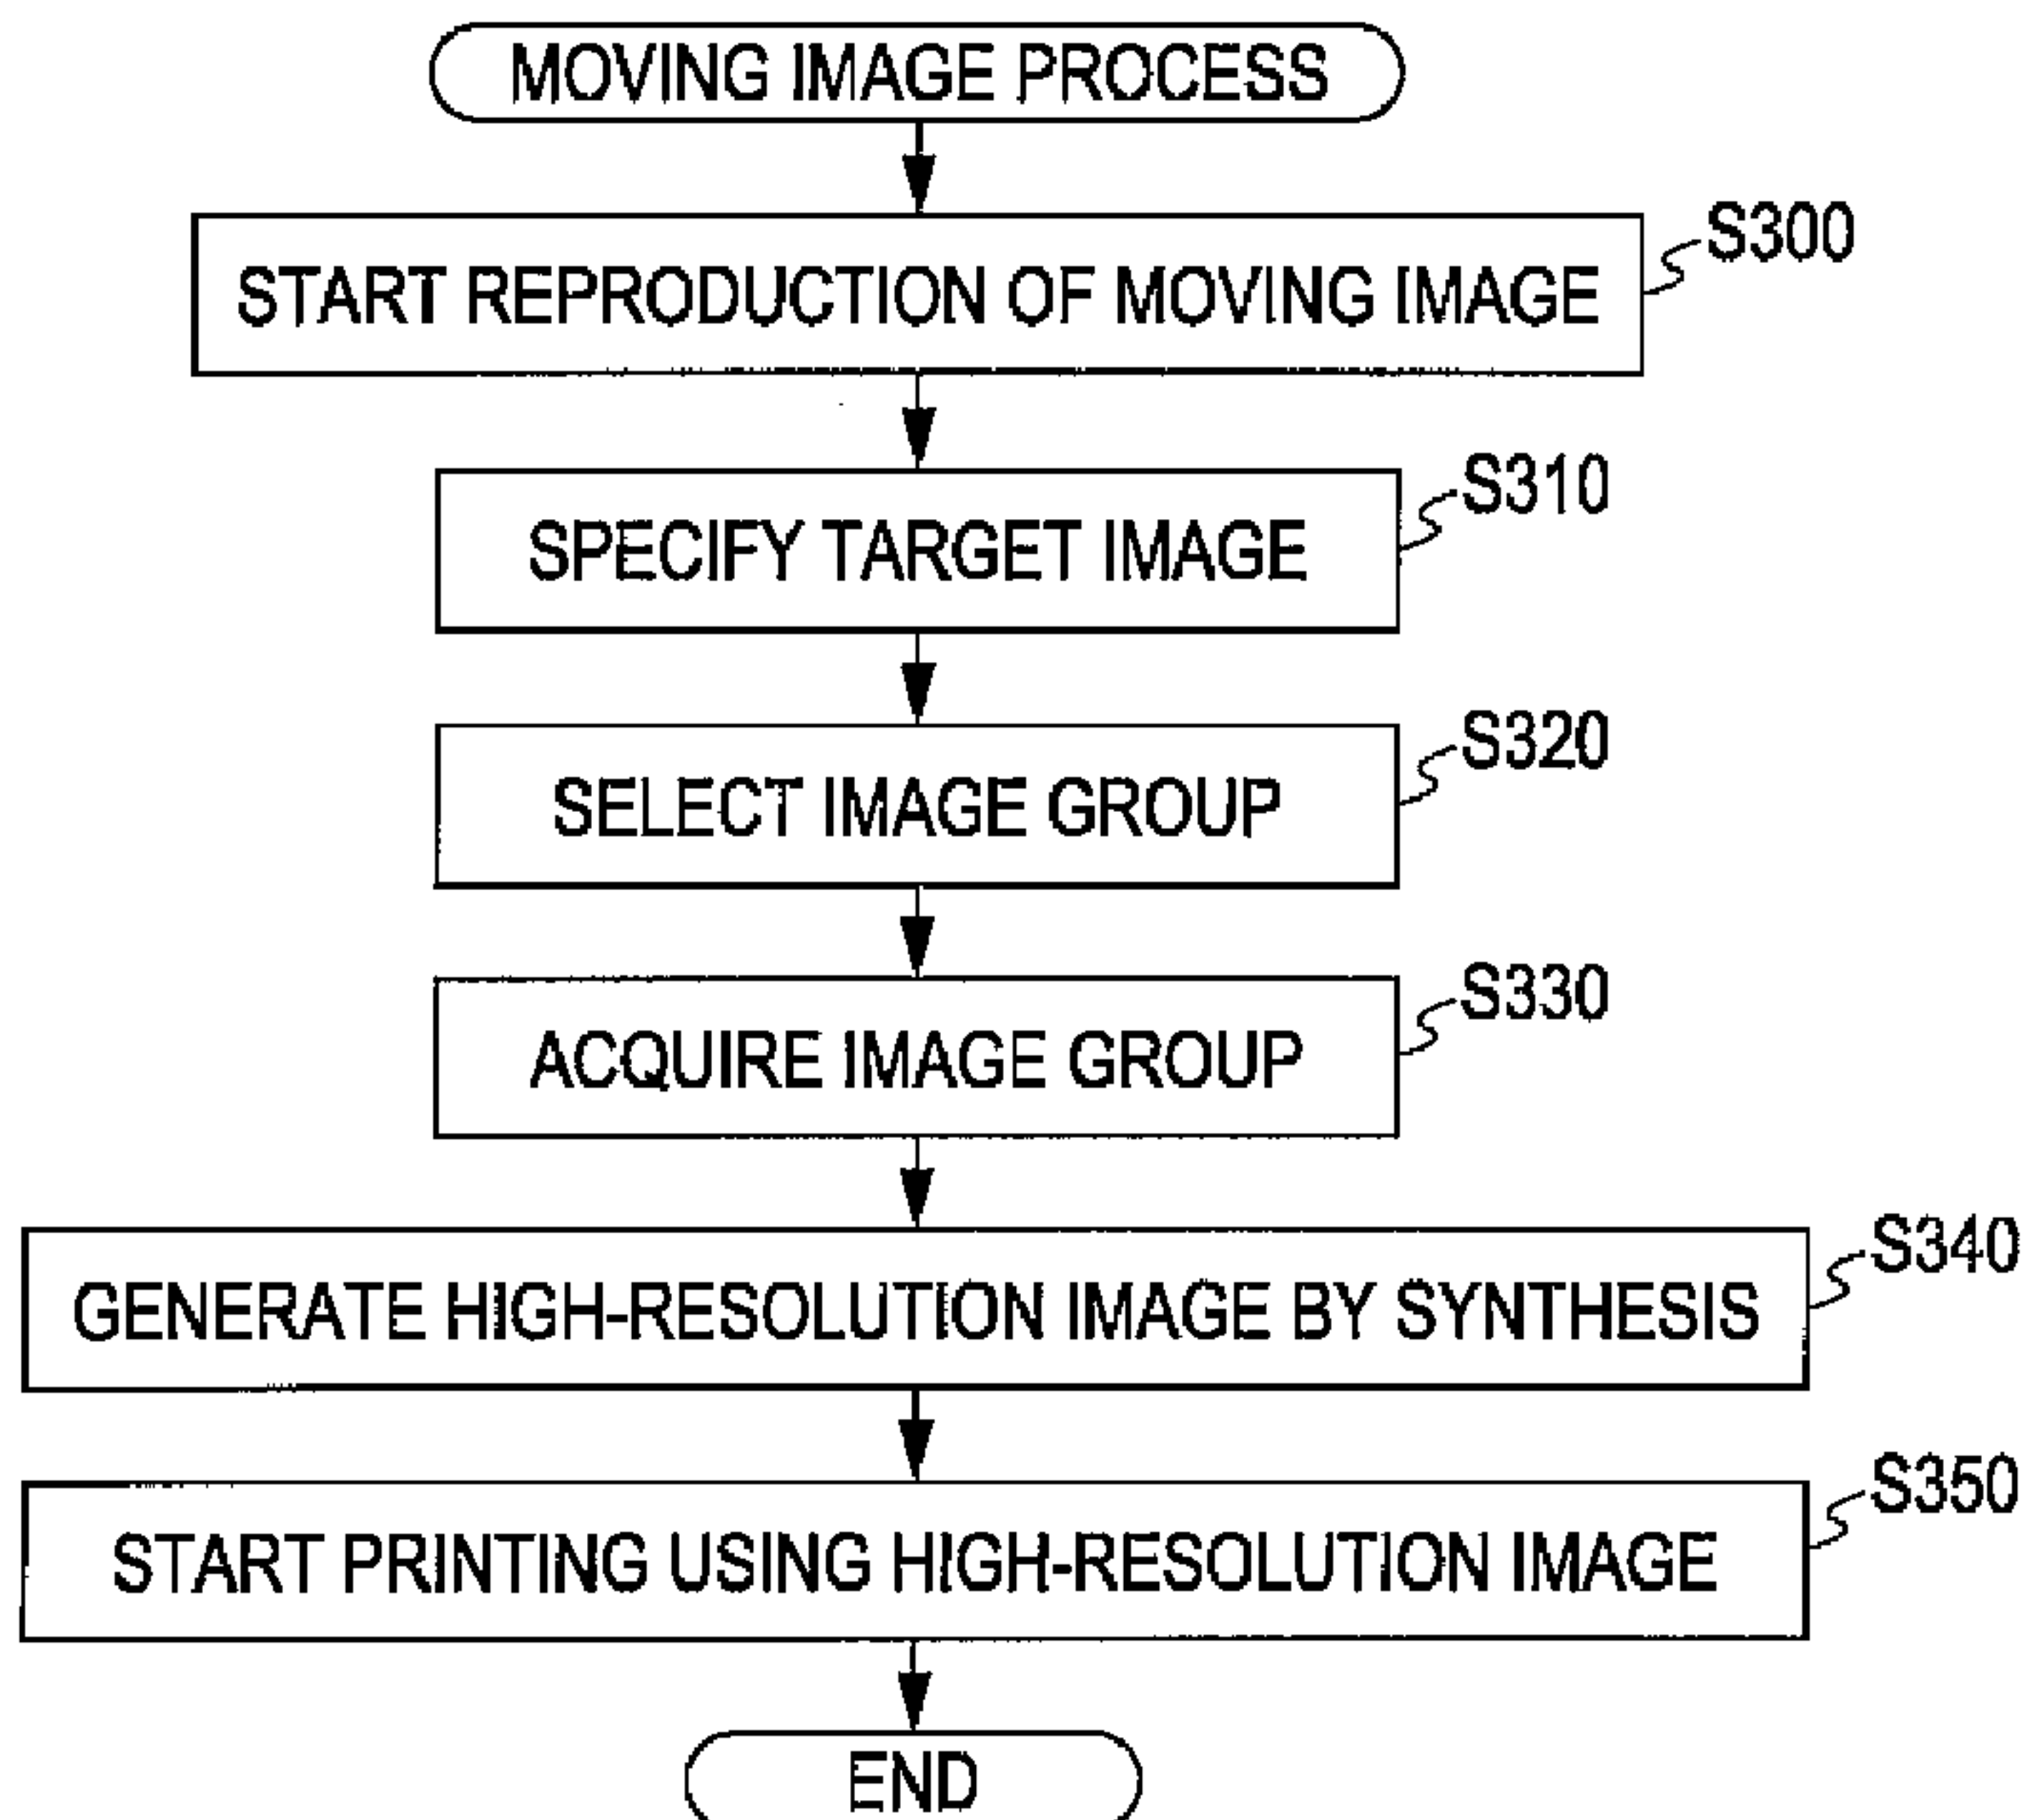 MOVING IMAGE PROCESS
S300
START REPRODUCTION OF MOVING IMAGE
S310
SPECIFY TARGET IMAGE
S320
SELECT IMAGE GROUP
S330
ACQUIRE IMAGE GROUP
S340
GENERATE HIGH-RESOLUTION IMAGE BY SYNTHESIS
S350
START PRINTING USING HIGH-RESOLUTION IMAGE
END